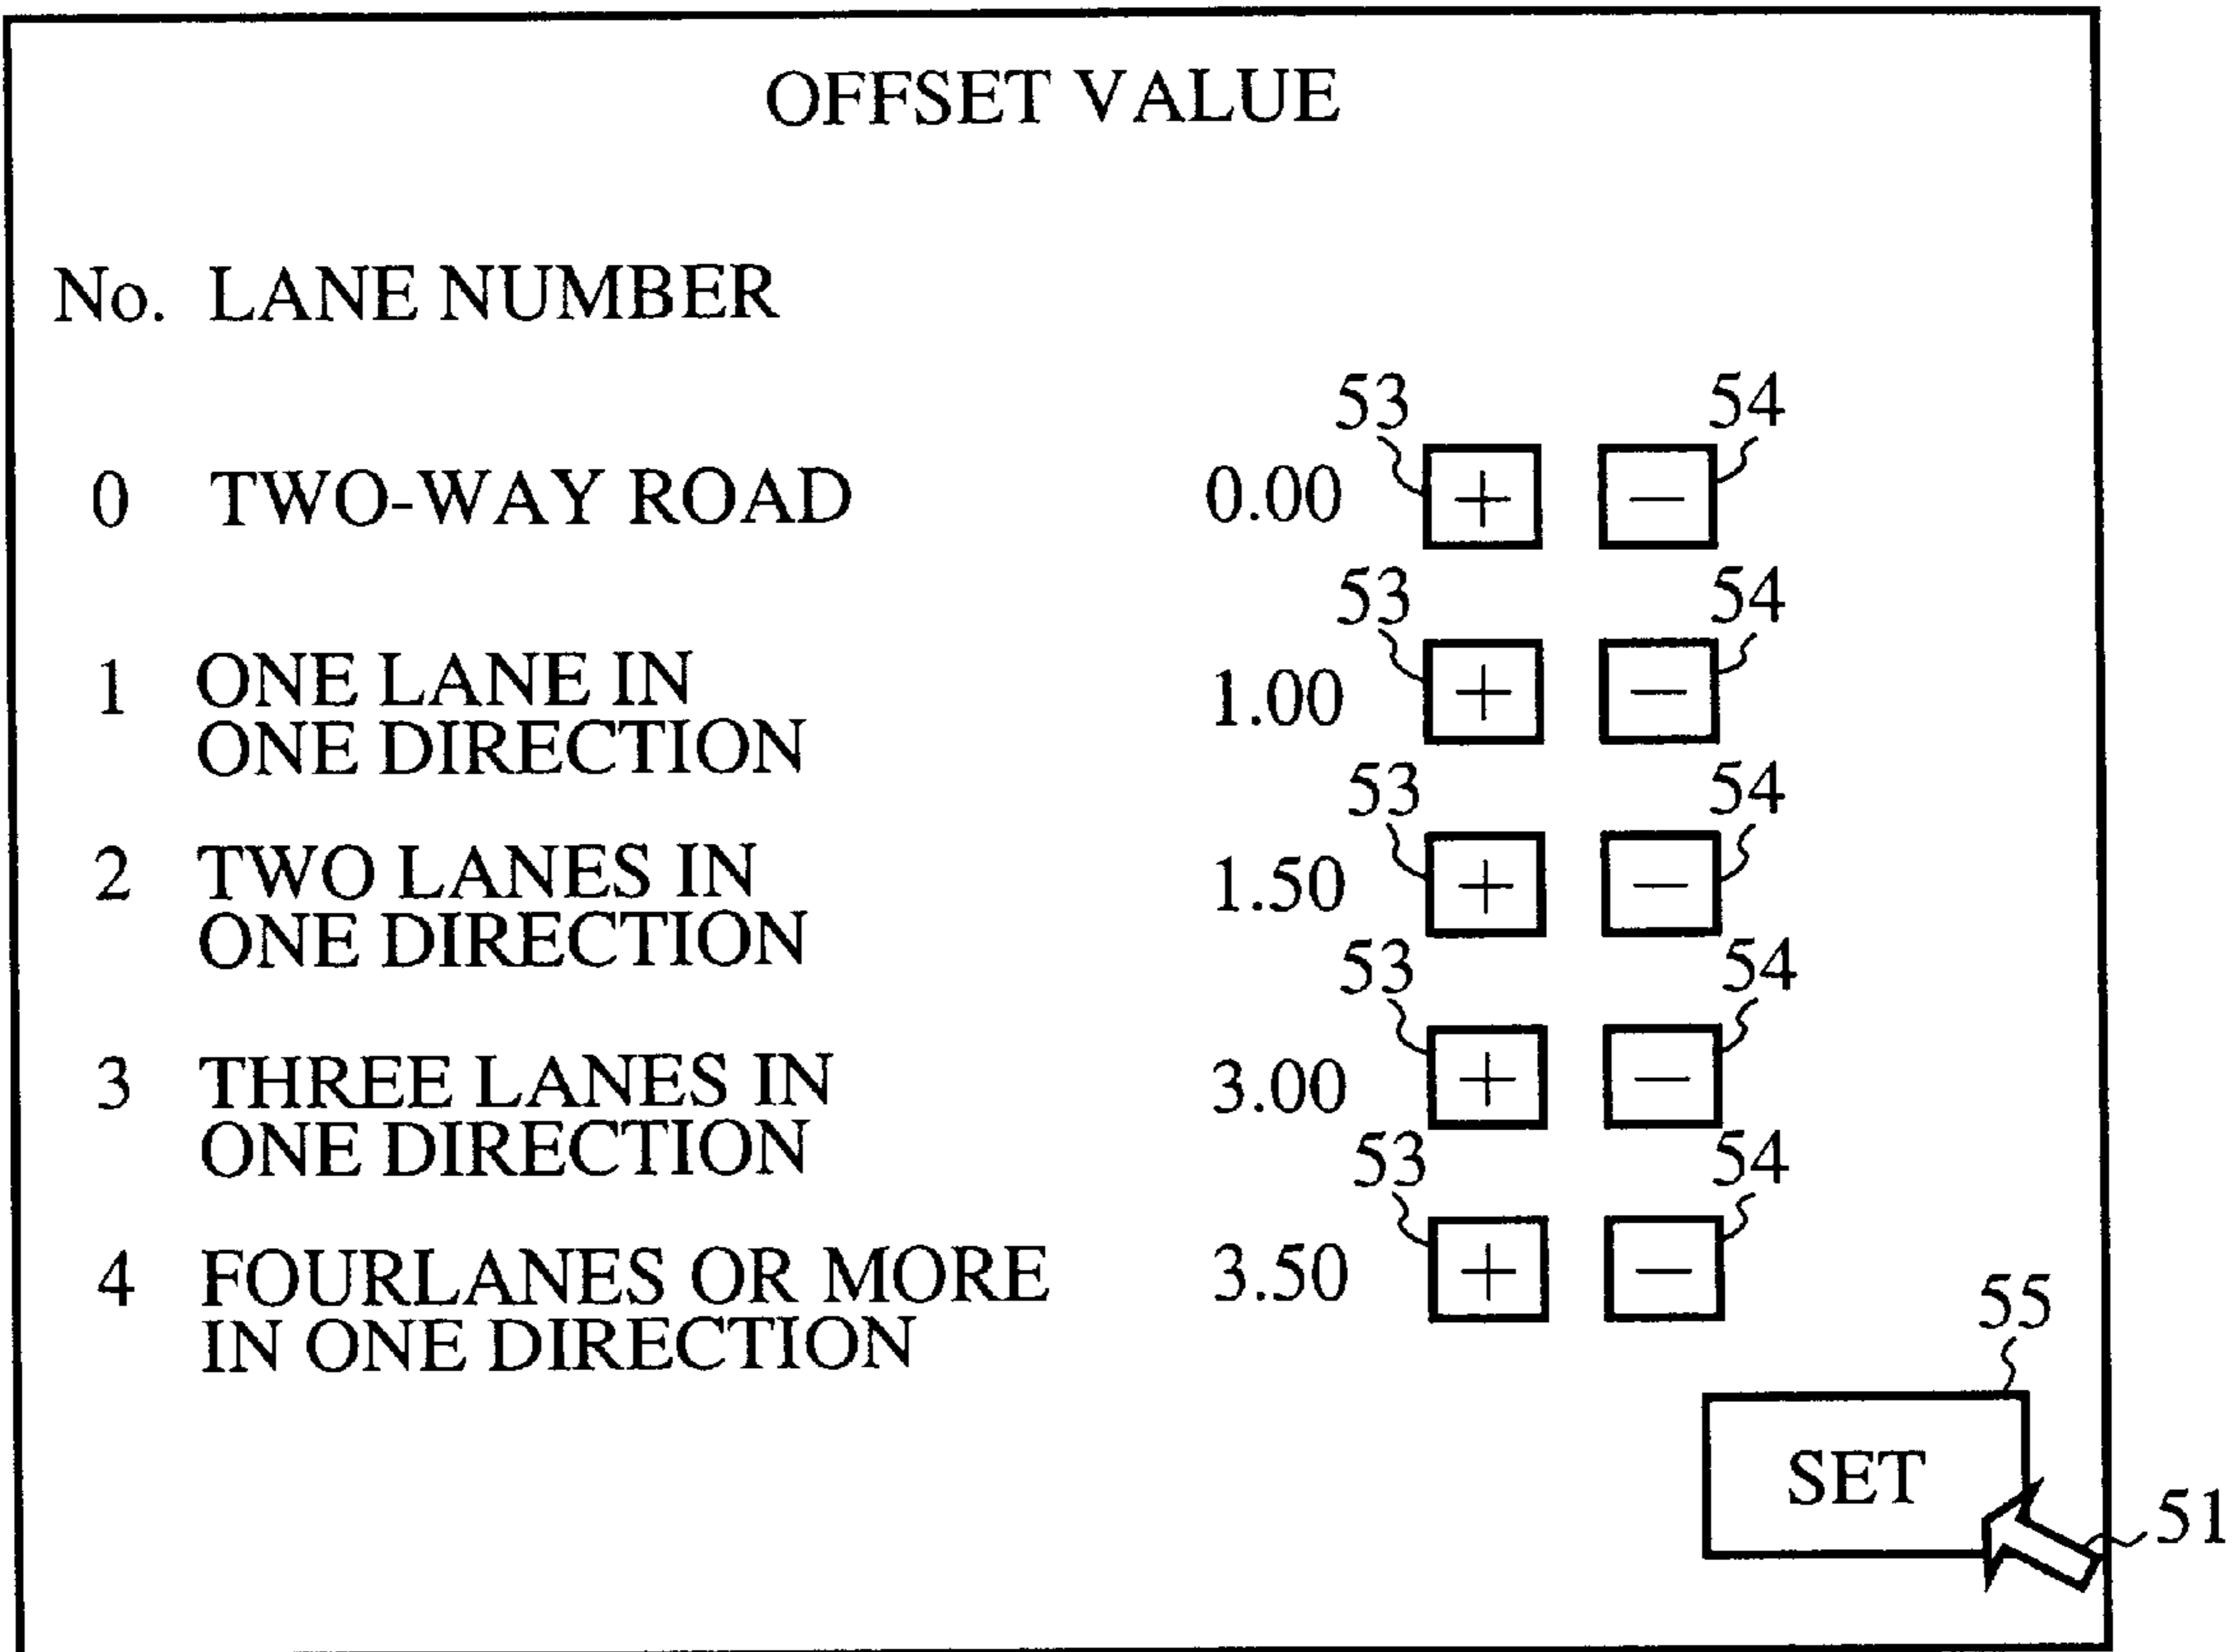 OFFSET VALUE
No. LANE NUMBER
53 54
0 TWO-WAY ROAD 0.00 + −
53 54
1 ONE LANE IN
ONE DIRECTION 1.00 + −
53 54
2 TWO LANES IN
ONE DIRECTION 1.50 + −
53 54
3 THREE LANES IN
ONE DIRECTION 3.00 + −
53 54
4 FOURLANES OR MORE
IN ONE DIRECTION 3.50 + −
55
SET
51